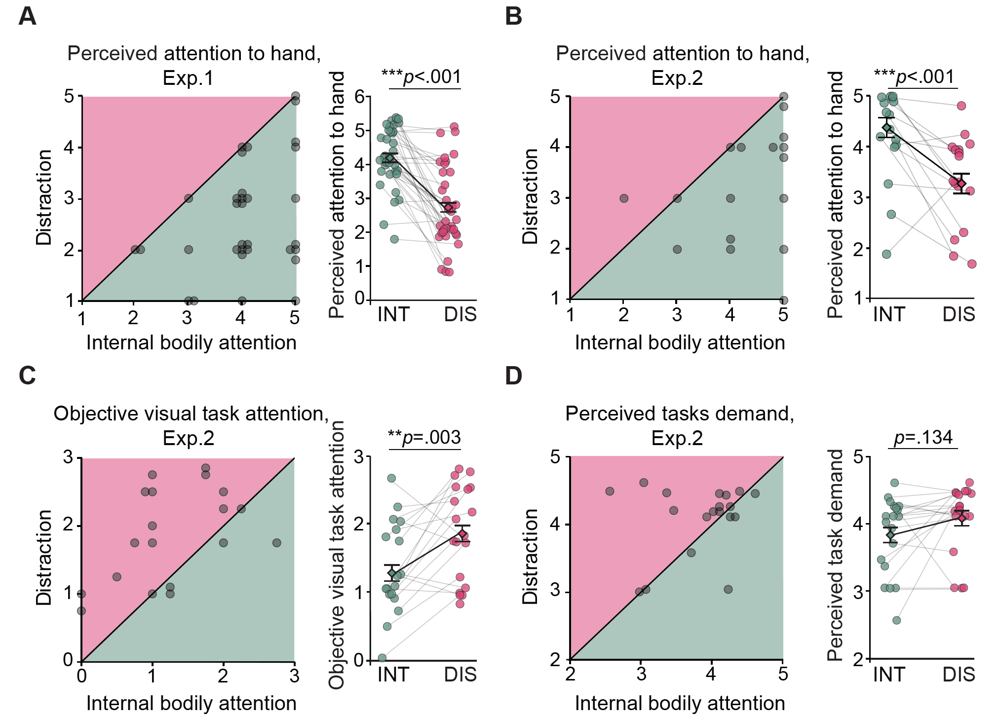 A
Perceived attention to hand,
Exp.1
Distraction
5
4
3
2
1
1 2 3 4 5
Internal bodily attention
Perceived attention to hand
***p<.001
6
5
4
3
2
1
0
INT DIS
B
Perceived attention to hand,
Exp.2
Distraction
5
4
3
2
1
1 2 3 4 5
Internal bodily attention
Perceived attention to hand
***p<.001
5
4
3
2
1
INT DIS
C
Objective visual task attention,
Exp.2
Distraction
3
2
1
0
0 1 2 3
Internal bodily attention
Objective visual task attention
**p=.003
3
2
1
0
INT DIS
D
Perceived tasks demand,
Exp.2
Distraction
5
4
3
2
2 3 4 5
Internal bodily attention
Perceived task demand
p=.134
5
4
3
2
INT DIS